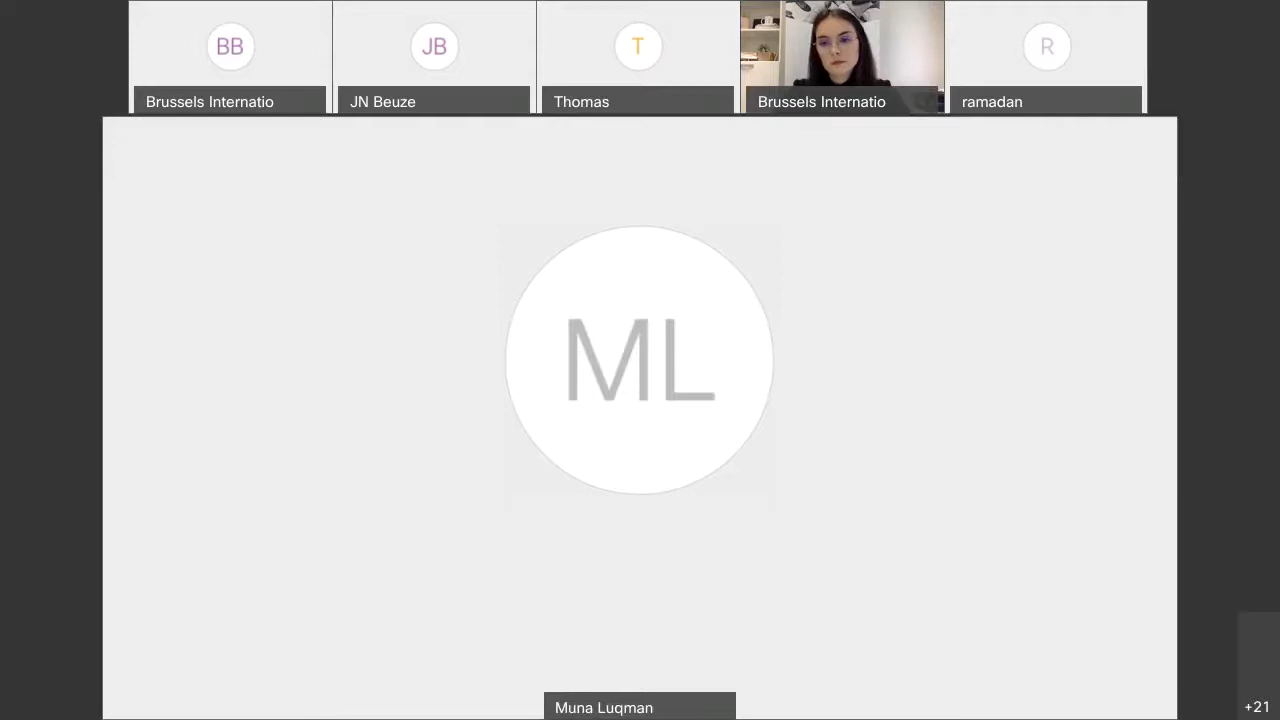 BB
JB
T
R
Brussels Internatio
JN Beuze
Thomas
Brussels Internatio
ramadan
ML
Muna Luqman
+21